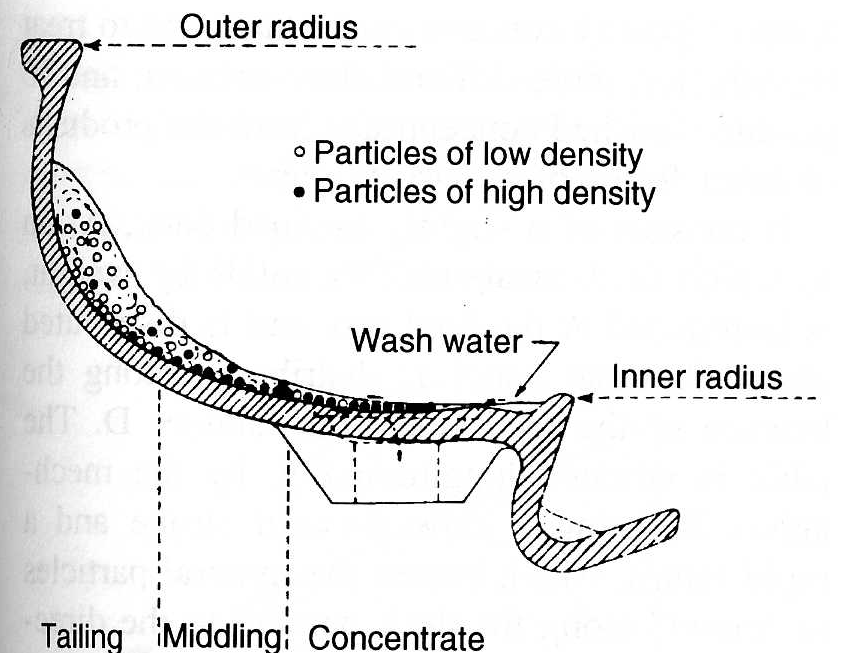 Outer radius
Particles of low density
Particles of high density
Wash water
Inner radius
Tailing
Middling
Concentrate